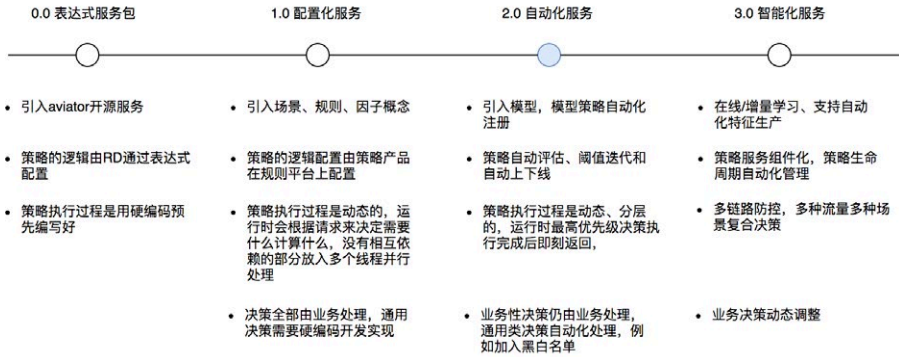 0.0 表达式服务包
1.0 配置化服务
2.0 自动化服务
3.0 智能化服务
引入aviator开源服务
策略的逻辑由RD通过表达式
配置
策略执行过程是用硬编码预
先编写好
引入场景、规则、因子概念
策略的逻辑配置由策略产品
在规则平台上配置
策略执行过程是动态的，运
行时会根据请求来决定需要
什么计算什么，没有相互依
赖的部分放入多个线程并行
处理
决策全部由业务处理，通用
决策需要硬编码开发实现
引入模型，模型策略自动化
注册
策略自动评估、阈值迭代和
自动上下线
策略执行过程是动态、分层
的，运行时最高优先级决策执
行完成后即刻返回，
业务性决策仍由业务处理，
通用类决策自动化处理，例
如加入黑白名单
在线/增量学习、支持自动
化特征生产
策略服务组件化，策略生命
周期自动化管理
多链路防控，多种流量多种场
景复合决策
业务决策动态调整